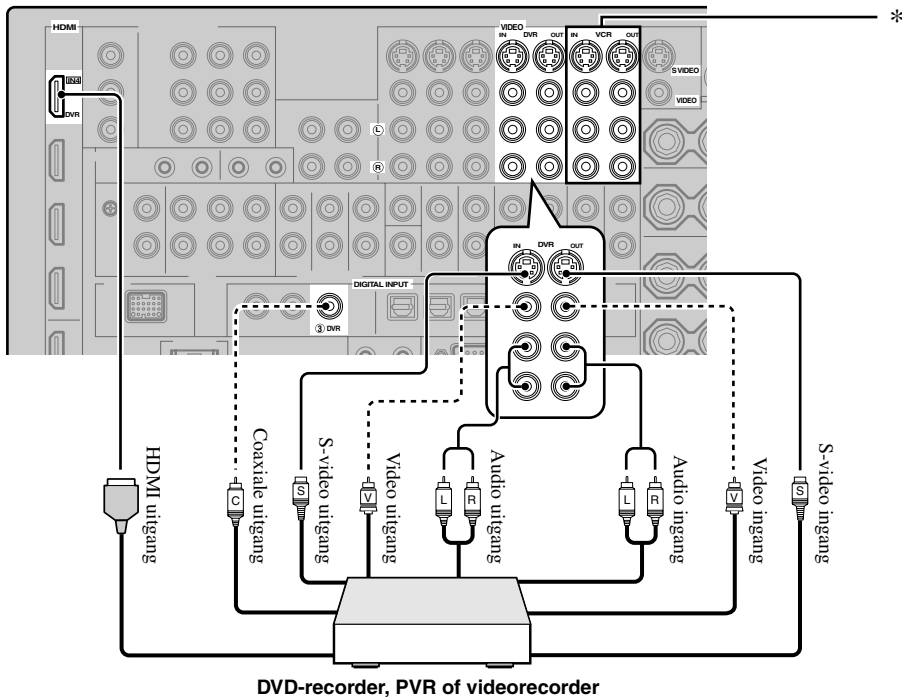 *
HDMI
VIDEO
IN DVR OUT
IN VCR OUT
IN4
DVR
S VIDEO
VIDEO
L
R
IN DVR OUT
DIGITAL INPUT
③ DVR
HDMI uitgang
Coaxiale uitgang
S-video uitgang
Video uitgang
Audio uitgang
Audio ingang
Video ingang
S-video ingang
C
S
V
L
R
L
R
V
S
DVD-recorder, PVR of videorecorder